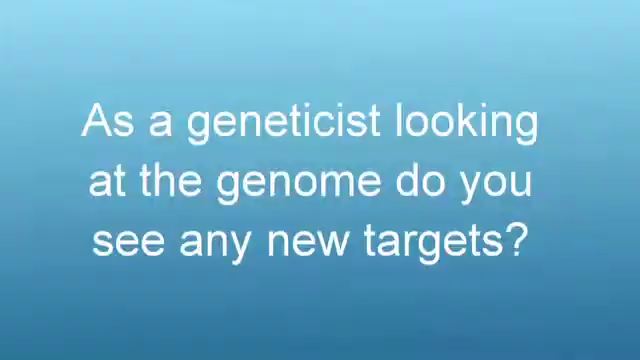 As a geneticist looking
at the genome do you
see any new targets?